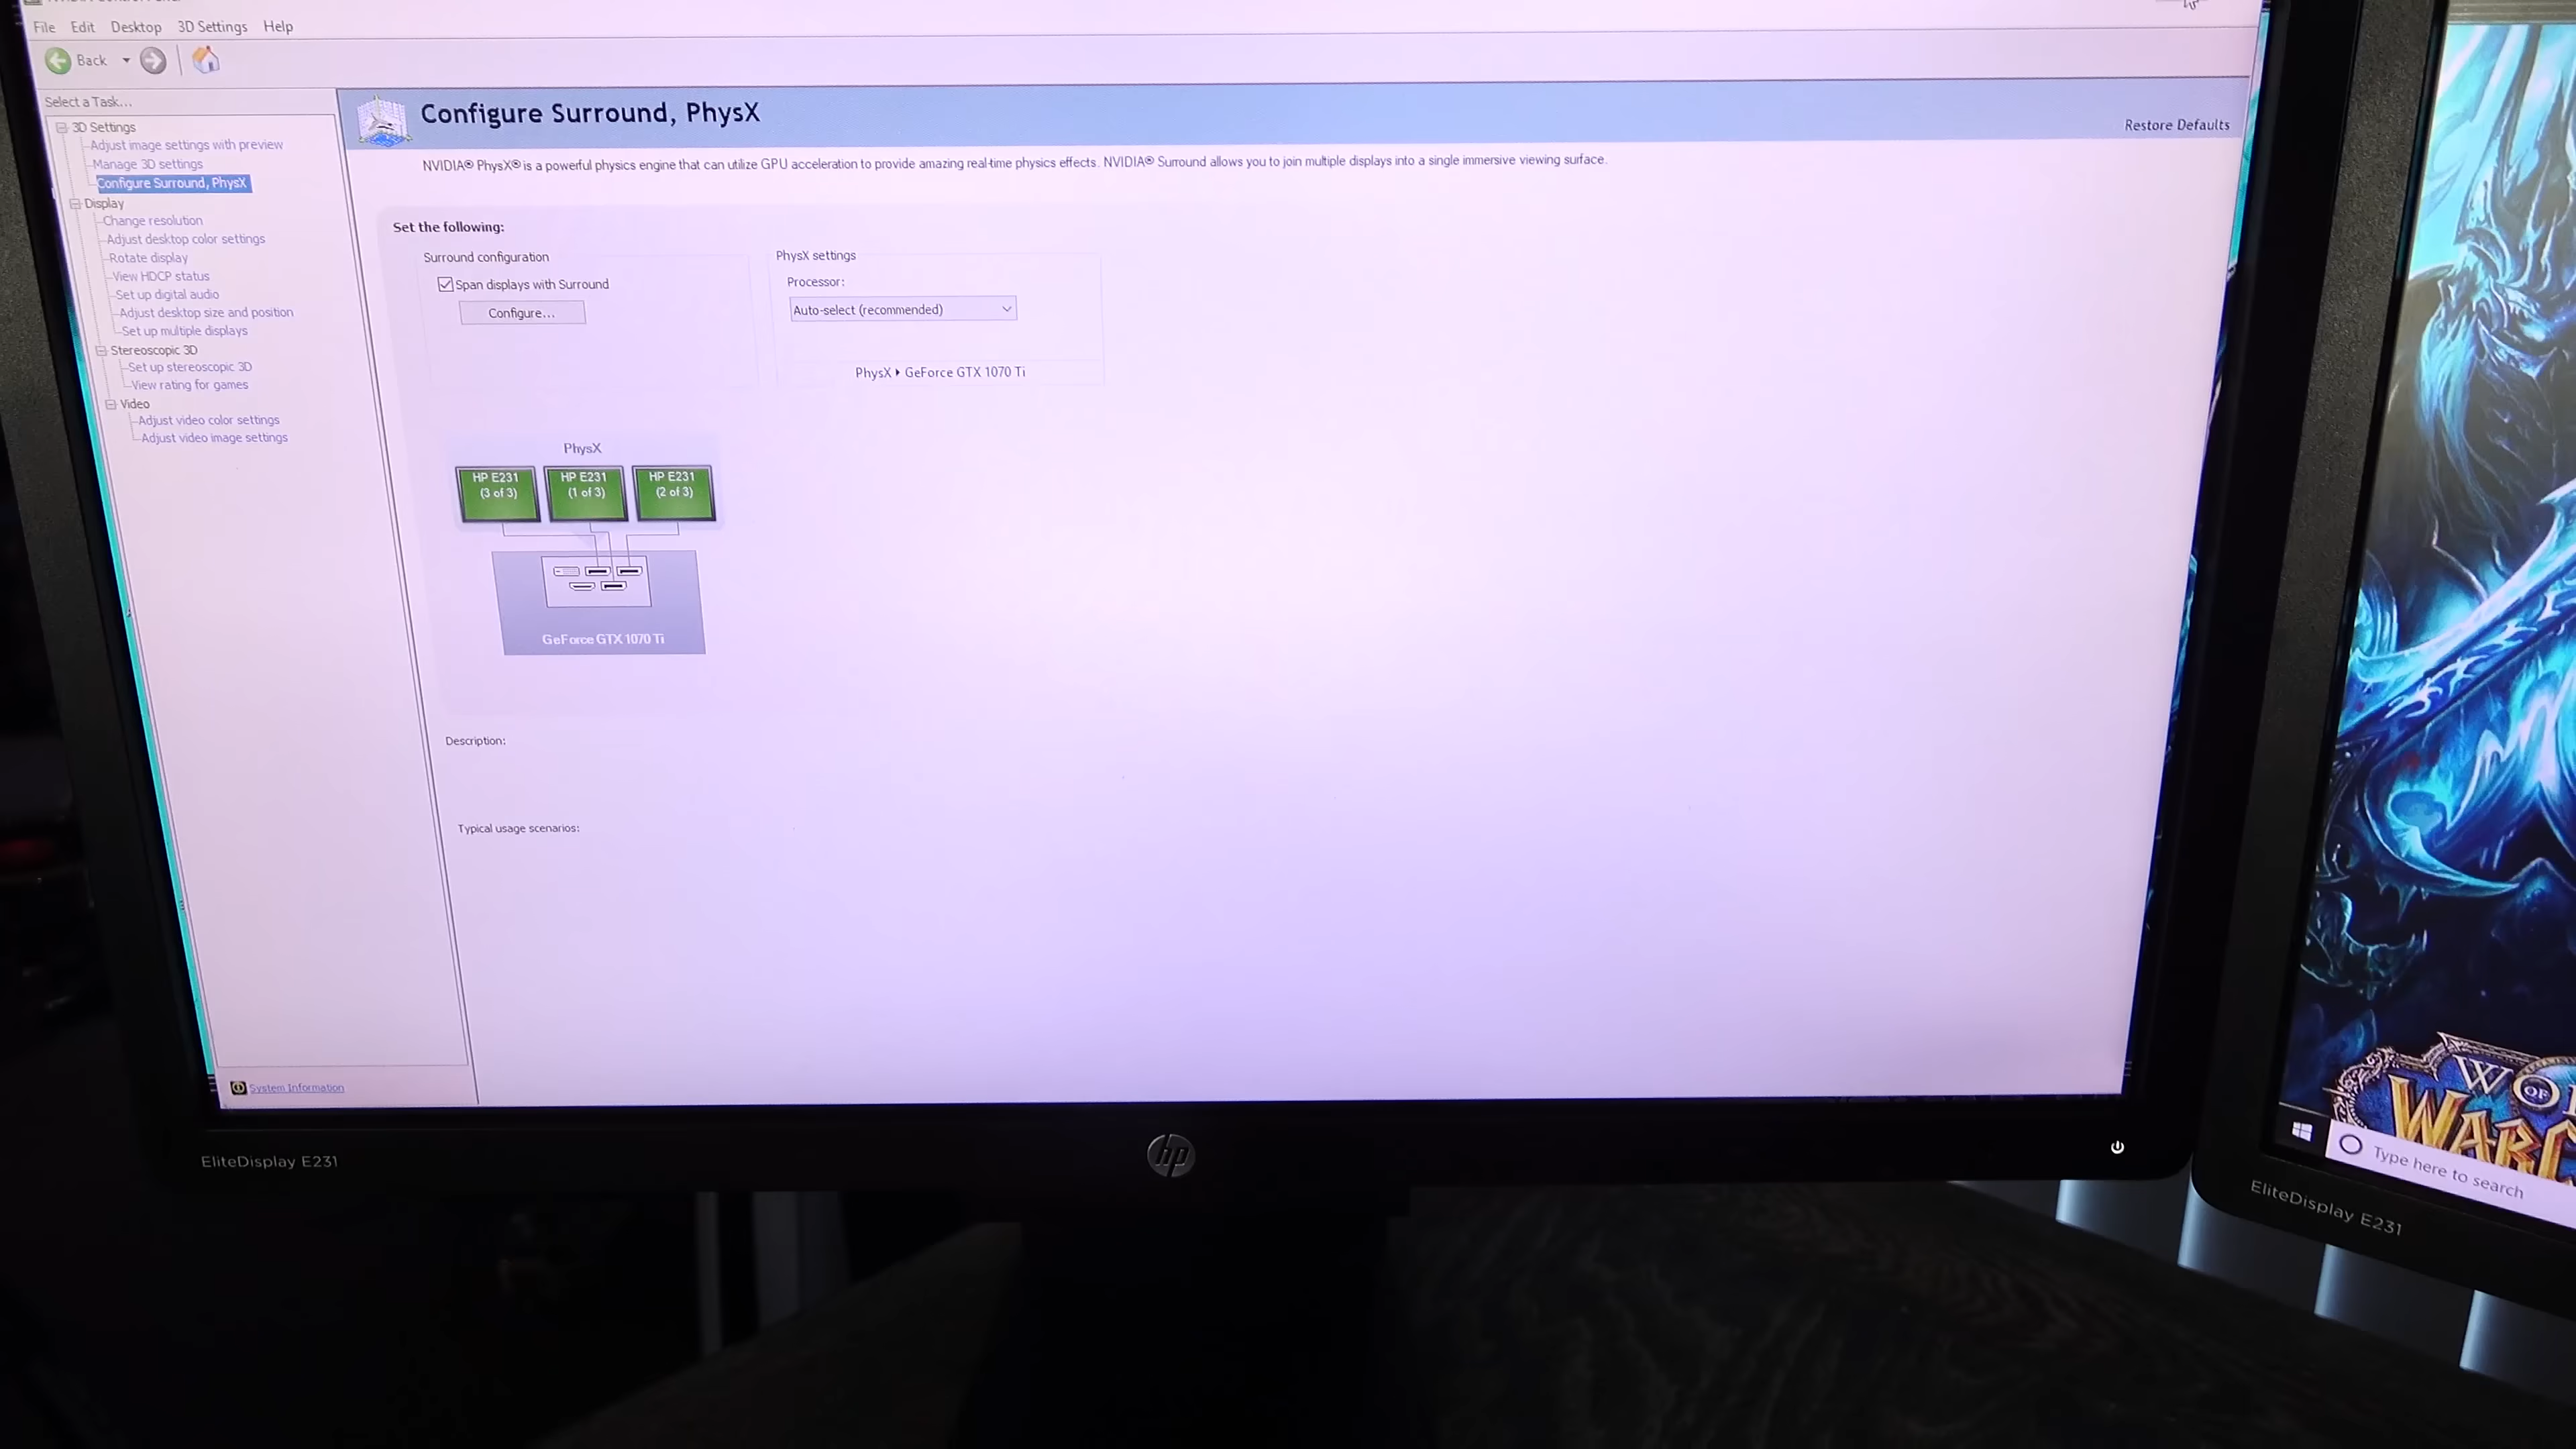 File Edit Desktop 3D Settings Help
Back
Select a Task...
3D Settings
Adjust image settings with preview
Manage 3D settings
Configure Surround, PhysX
Display
Change resolution
Adjust desktop color settings
Rotate display
View HDCP status
Set up digital audio
Adjust desktop size and position
Set up multiple displays
Stereoscopic 3D
Set up stereoscopic 3D
View rating for games
Video
Adjust video color settings
Adjust video image settings
System Information
Configure Surround, PhysX
Restore Defaults
NVIDIA® PhysX® is a powerful physics engine that can utilize GPU acceleration to provide amazing real-time physics effects. NVIDIA® Surround allows you to join multiple displays into a single immersive viewing surface.
Set the following:
Surround configuration
Span displays with Surround
Configure...
PhysX settings
Processor:
Auto-select (recommended)
PhysX GeForce GTX 1070 Ti
PhysX
HP E231
(3 of 3)
HP E231
(1 of 3)
HP E231
(2 of 3)
GeForce GTX 1070 Ti
Description:
Typical usage scenarios:
EliteDisplay E231
hp
WORLD
OF
Type here to search
EliteDisplay E231